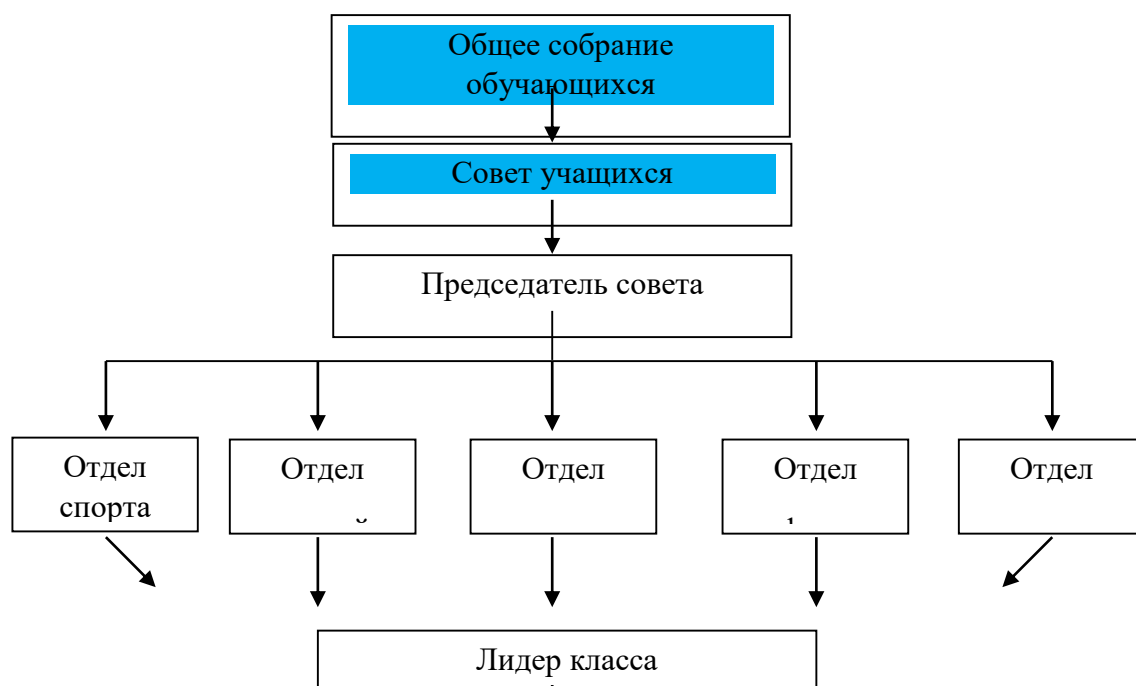 Общее собрание
обучающихся
Совет учащихся
Председатель совета
Отдел
спорта
Отдел
Отдел
Отдел
Отдел
Лидер класса